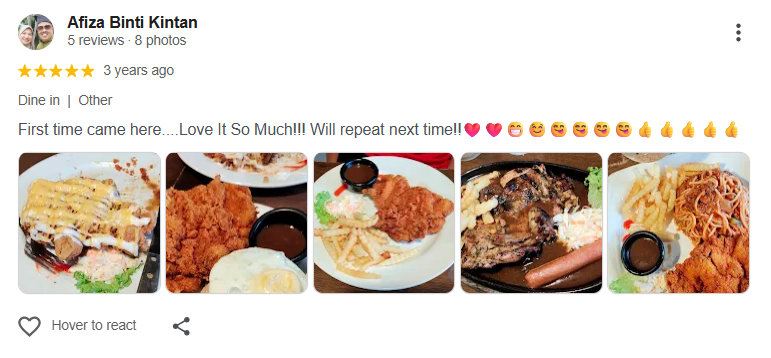 Afiza Binti Kintan
5 reviews · 8 photos
3 years ago
Dine in | Other
First time came here....Love It So Much!!! Will repeat next time!!💓💓😁☺️😄😄😄😄👍👍👍👍👍
Hover to react